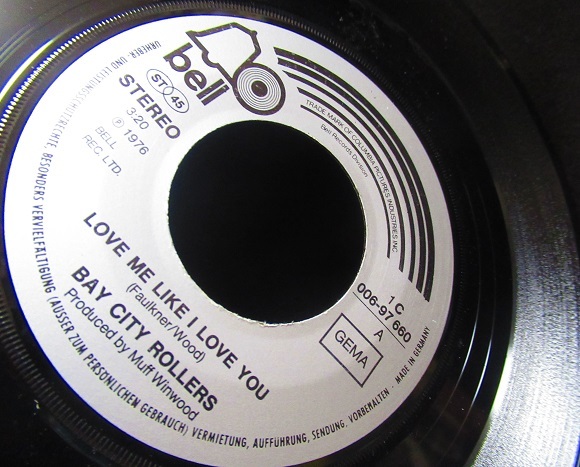 bell
TRADE MARK OF COLUMBIA PICTURES INDUSTRIES INC.
Bell Records Division
ST 45
STEREO
3:20
℗ 1976
BELL
REC. LTD.
1 C
006-97 660
A
GEMA
LOVE ME LIKE I LOVE YOU
(Faulkner/Wood)
BAY CITY ROLLERS
Produced by Muff Winwood
URHEBER- UND LEISTUNGSSCHUTZRECHTE, BESONDERS VERVIELFÄLTIGUNG (AUSSER ZUM PERSÖNLICHEN GEBRAUCH) VERMIETUNG, AUFFÜHRUNG, SENDUNG, VORBEHALTEN · MADE IN GERMANY